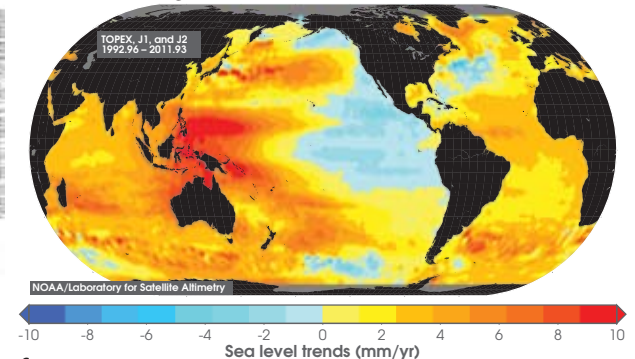 TOPEX, J1, and J2
1992.96 – 2011.93
NOAA/Laboratory for Satellite Altimetry
-10 -8 -6 -4 -2 0 2 4 6 8 10
Sea level trends (mm/yr)